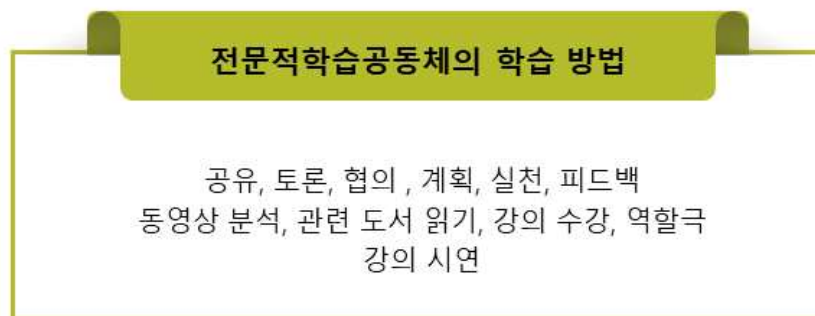 전문적학습공동체의 학습 방법
공유, 토론, 협의 , 계획, 실천, 피드백
동영상 분석, 관련 도서 읽기, 강의 수강, 역할극
강의 시연